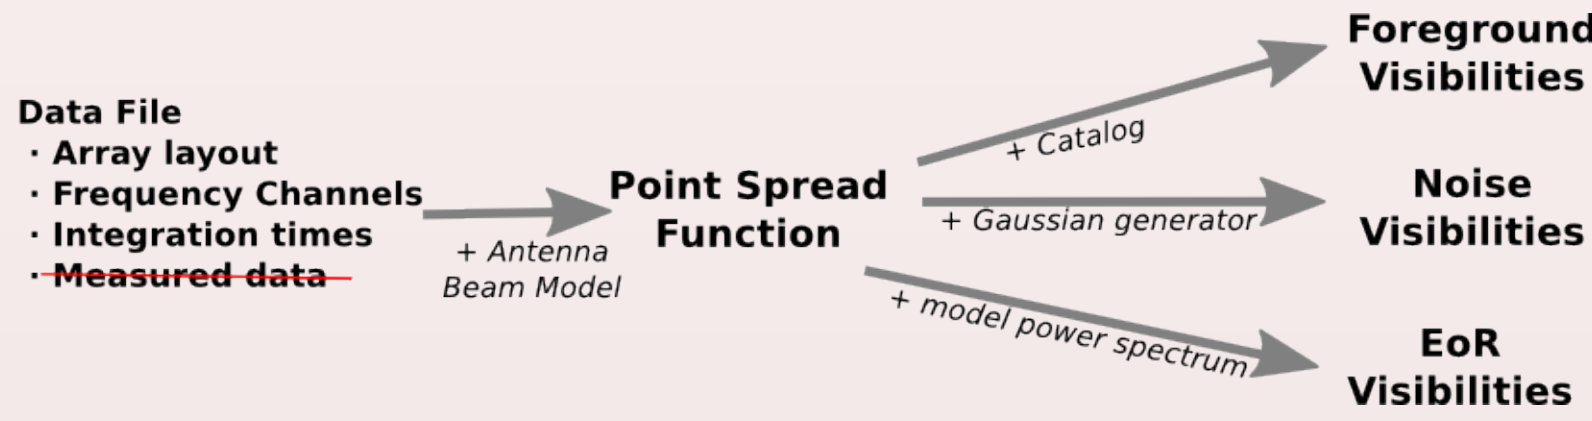 Data File
· Array layout
· Frequency Channels
· Integration times
· Measured data
+ Antenna
Beam Model
Point Spread
Function
+ Catalog
+ Gaussian generator
+ model power spectrum
Foreground
Visibilities
Noise
Visibilities
EoR
Visibilities